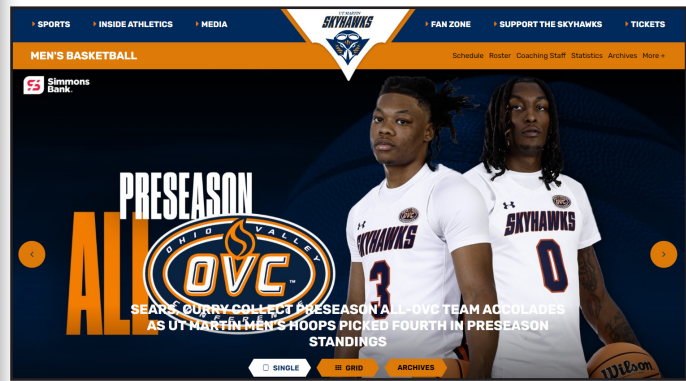 SPORTS
INSIDE ATHLETICS
MEDIA
UT MARTIN
SKYHAWKS
FAN ZONE
SUPPORT THE SKYHAWKS
TICKETS
MEN'S BASKETBALL
Schedule Roster Coaching Staff Statistics Archives More +
Simmons
Bank.
PRESEASON
ALL
OHIO VALLEY
OVC™
CONFERENCE
OVC
SKYHAWKS
3
OVC
SKYHAWKS
0
Wilson
SEARS, CURRY COLLECT PRESEASON ALL-OVC TEAM ACCOLADES
AS UT MARTIN MEN'S HOOPS PICKED FOURTH IN PRESEASON
STANDINGS
SINGLE
GRID
ARCHIVES